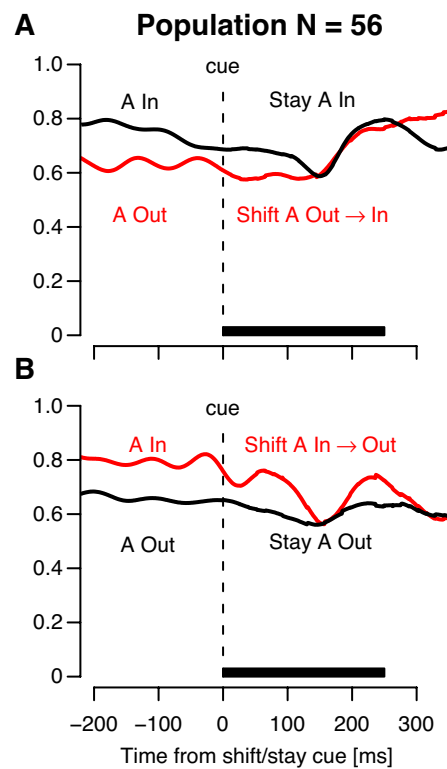 A Population N = 56
cue
1.0
A In Stay A In
0.8
0.6
A Out Shift A Out → In
0.4
0.2
0
B
cue
1.0
A In Shift A In → Out
0.8
0.6
A Out Stay A Out
0.4
0.2
0
−200 −100 0 100 200 300
Time from shift/stay cue [ms]